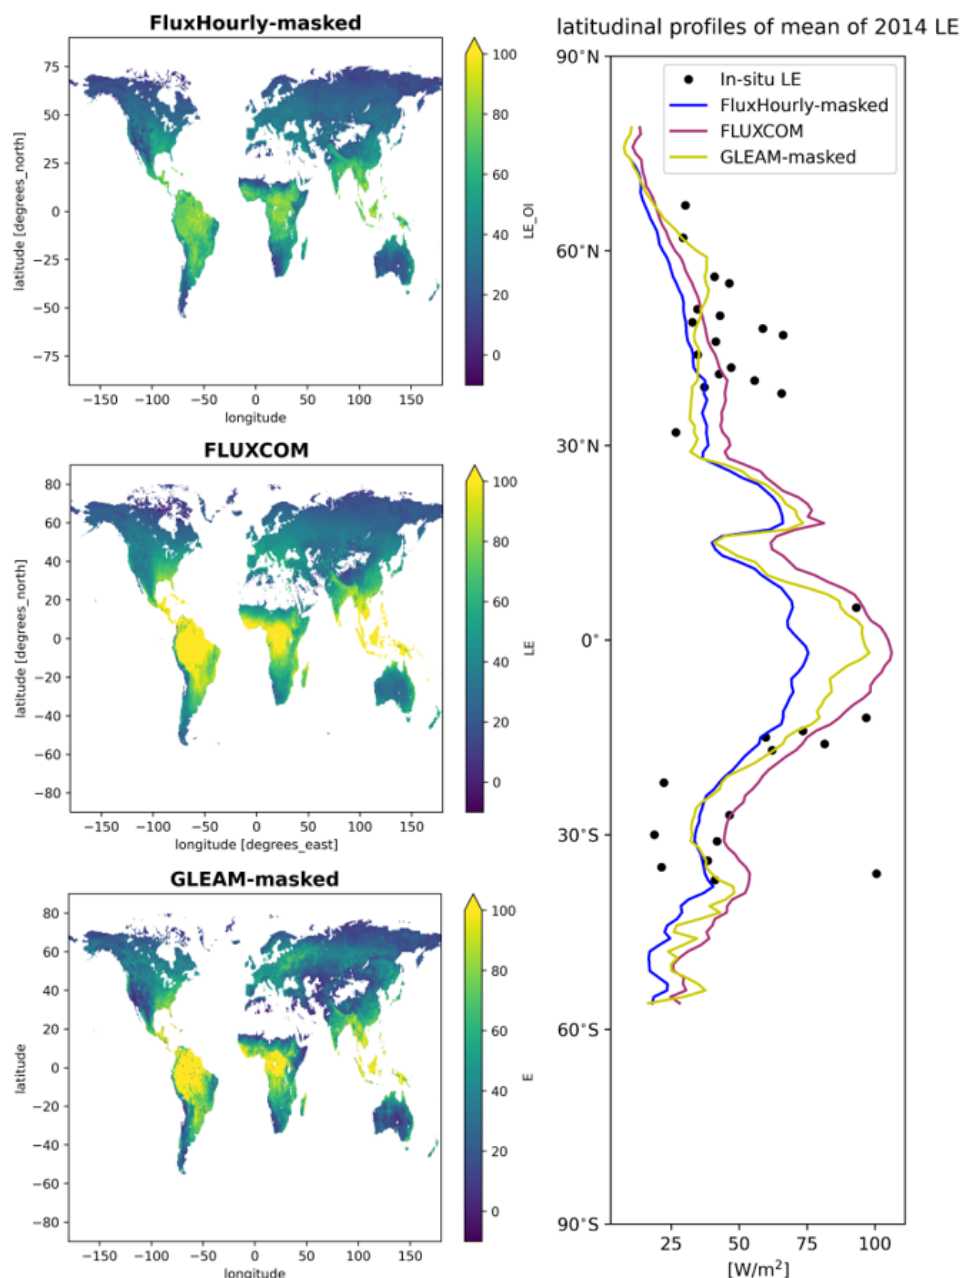 FluxHourly-masked
75
50
25
0
−25
−50
−75
latitude [degrees_north]
−150 −100 −50 0 50 100 150
longitude
100
80
60
40
20
0
LE_OI
FLUXCOM
80
60
40
20
0
−20
−40
−60
−80
latitude [degrees_north]
−150 −100 −50 0 50 100 150
longitude [degrees_east]
100
80
60
40
20
0
LE
GLEAM-masked
80
60
40
20
0
−20
−40
−60
−80
latitude
−150 −100 −50 0 50 100 150
longitude
100
80
60
40
20
0
E
latitudinal profiles of mean of 2014 LE
90°N
60°N
30°N
0°
30°S
60°S
90°S
In-situ LE
FluxHourly-masked
FLUXCOM
GLEAM-masked
25 50 75 100
[W/m²]